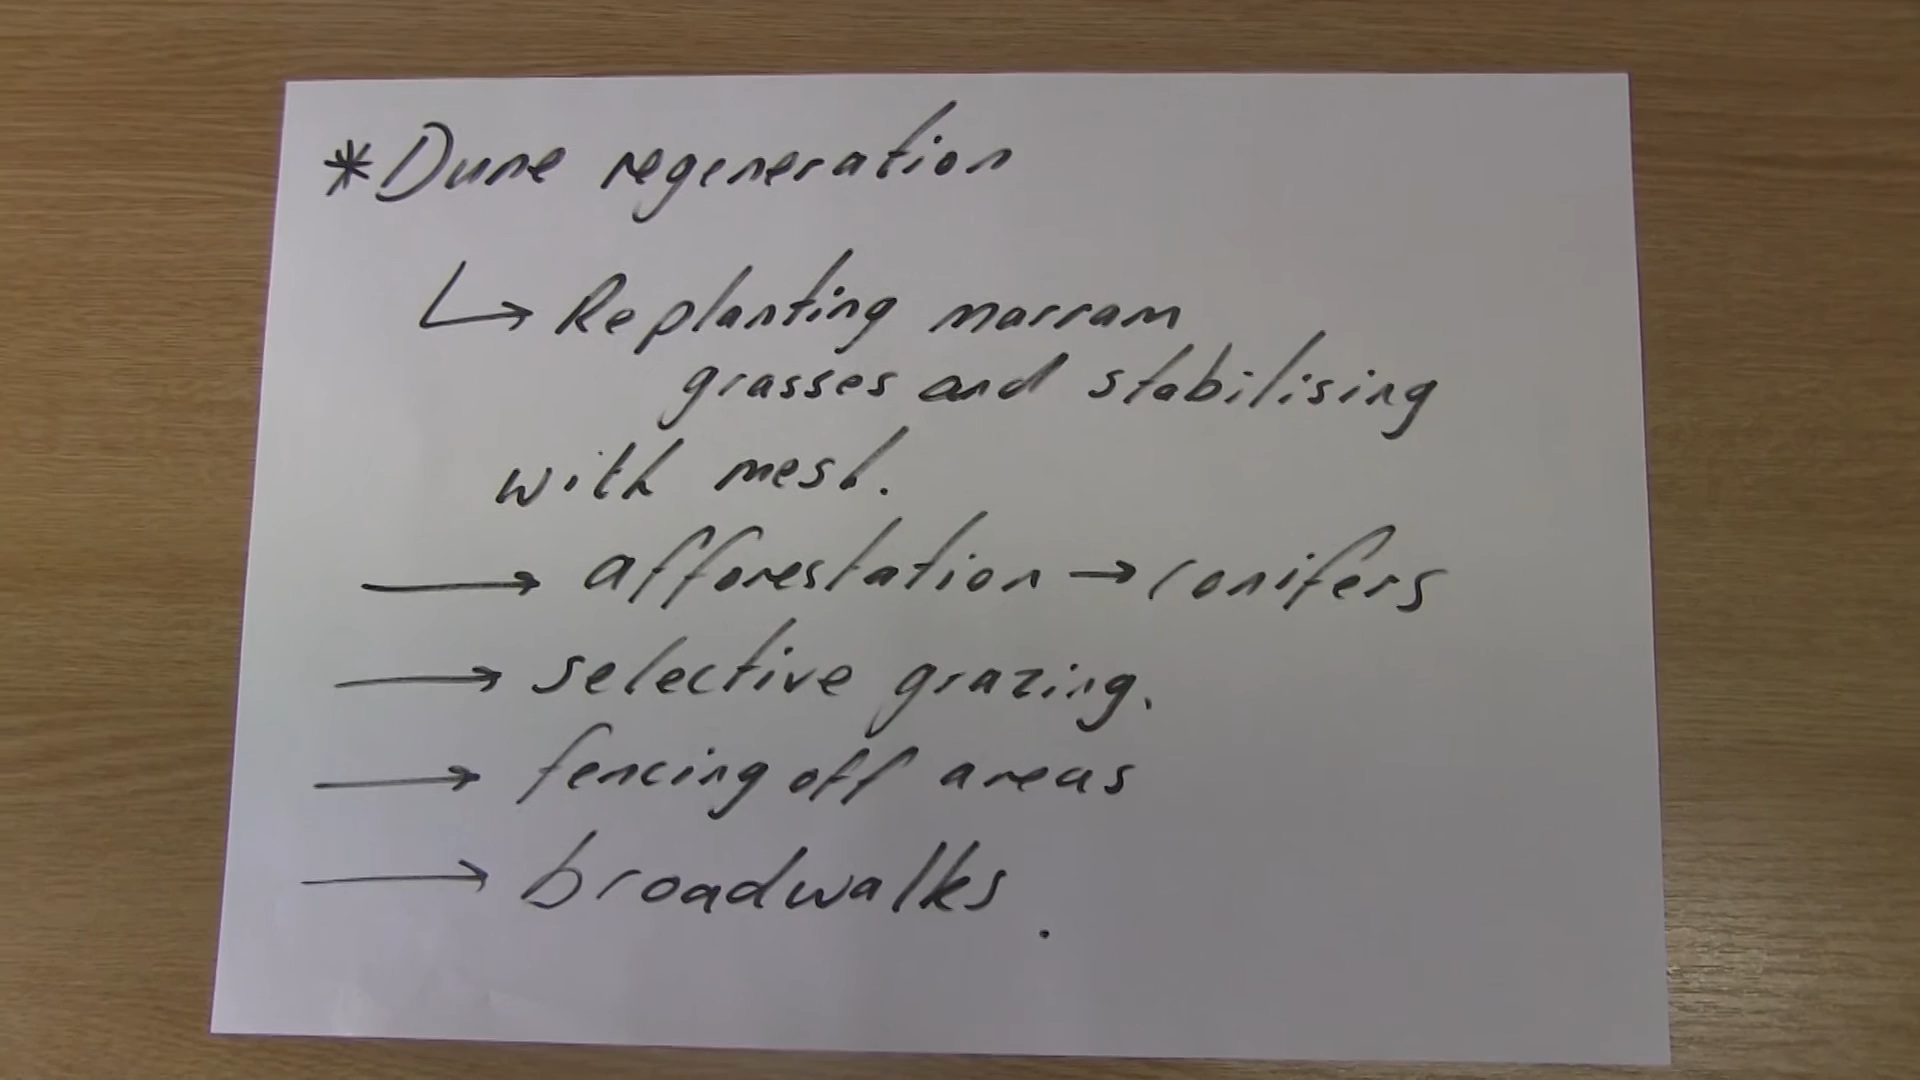 *Dune regeneration
↳ Replanting marram
grasses and stabilising
with mesh.
→ afforestation → conifers
→ selective grazing.
→ fencing off areas
→ broadwalks.